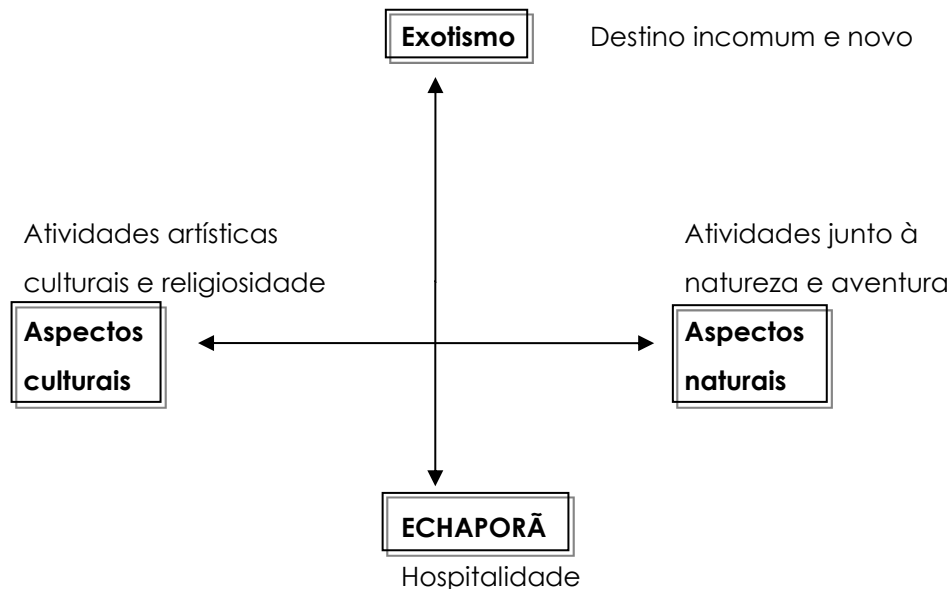 Exotismo
Destino incomum e novo
Atividades artísticas
culturais e religiosidade
Aspectos
culturais
Atividades junto à
natureza e aventura
Aspectos
naturais
ECHAPORÃ
Hospitalidade